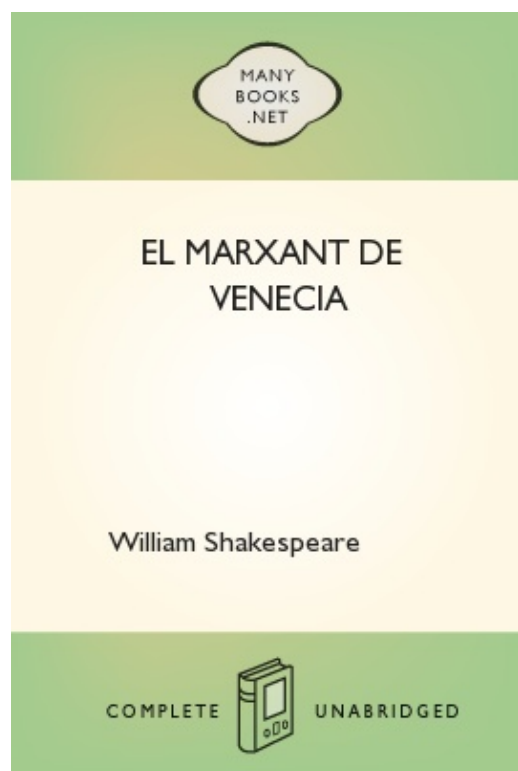 MANY
BOOKS
.NET
EL MARXANT DE
VENECIA
William Shakespeare
COMPLETE UNABRIDGED